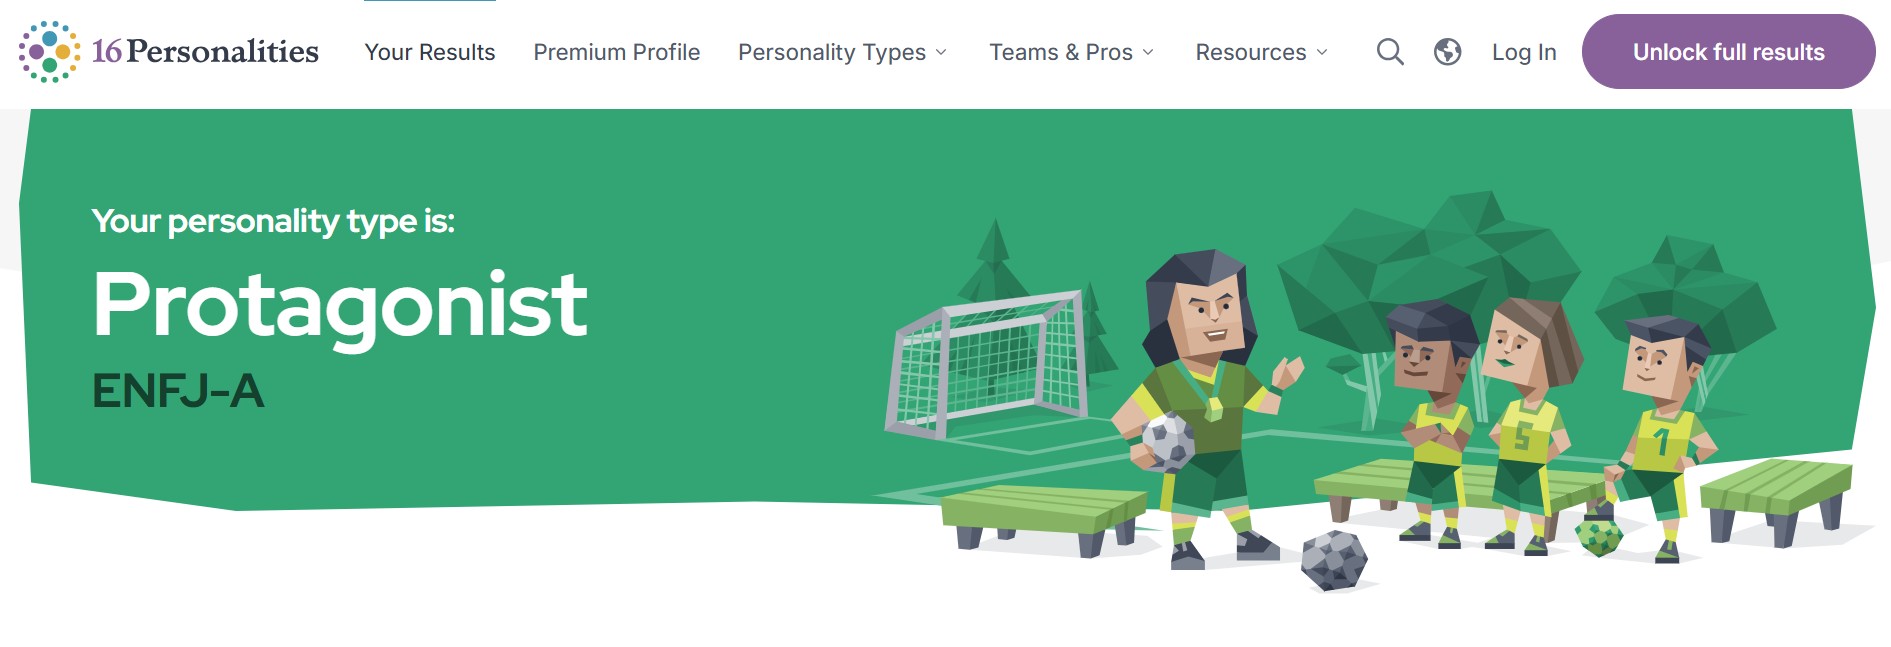 16Personalities
Your Results
Premium Profile
Personality Types
Teams & Pros
Resources
Log In
Unlock full results
Your personality type is:
Protagonist
ENFJ-A
5
1